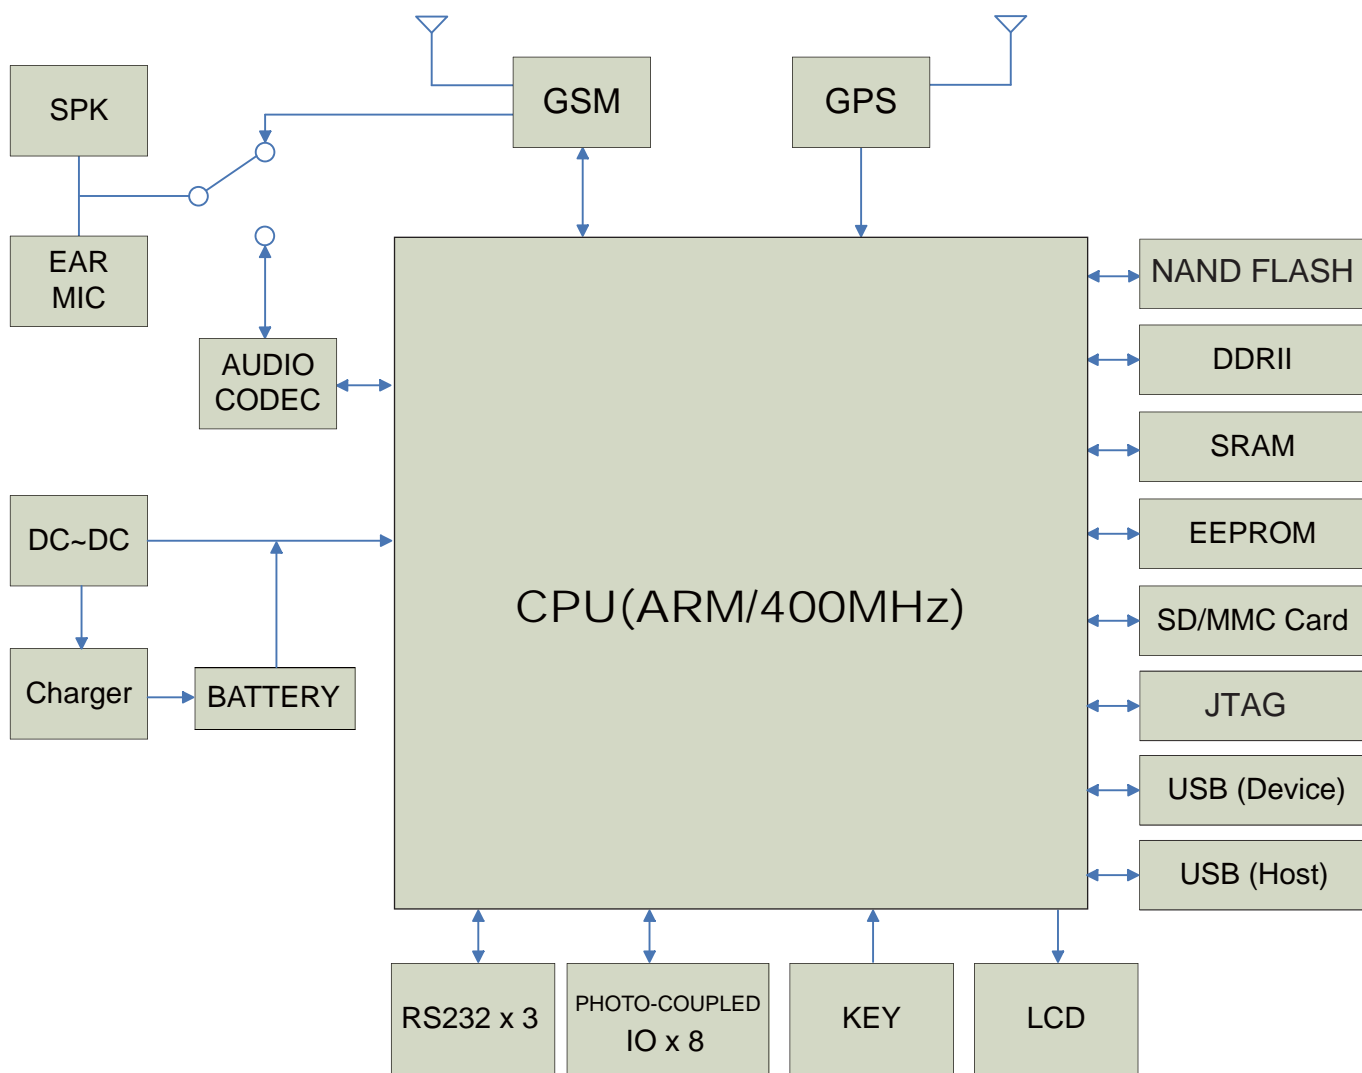 GSM
GPS
SPK
EAR
MIC
AUDIO
CODEC
DC~DC
Charger
BATTERY
CPU(ARM/400MHz)
NAND FLASH
DDRII
SRAM
EEPROM
SD/MMC Card
JTAG
USB (Device)
USB (Host)
RS232 x 3
PHOTO-COUPLED
IO x 8
KEY
LCD